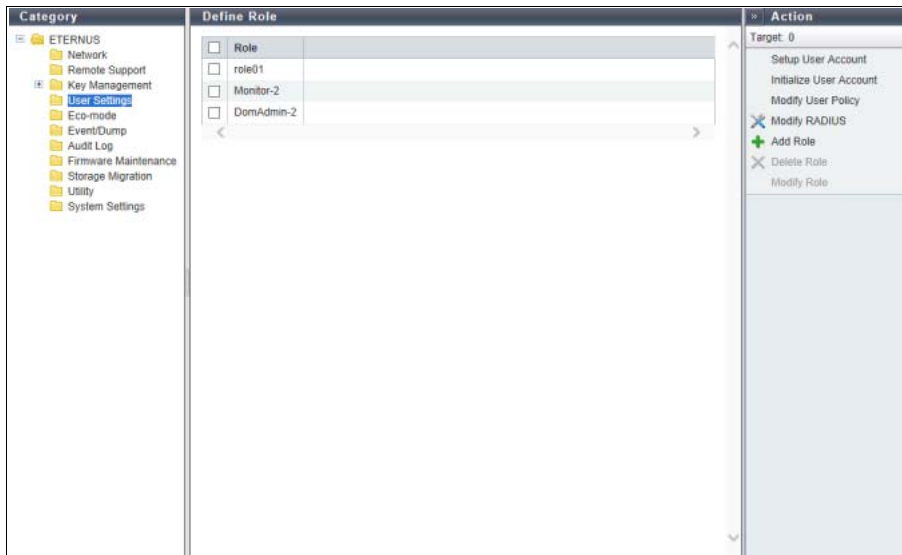 Category
ETERNUS
Network
Remote Support
Key Management
User Settings
Eco-mode
Event/Dump
Audit Log
Firmware Maintenance
Storage Migration
Utility
System Settings
Define Role
Role
role01
Monitor-2
DomAdmin-2
» Action
Target: 0
Setup User Account
Initialize User Account
Modify User Policy
Modify RADIUS
Add Role
Delete Role
Modify Role